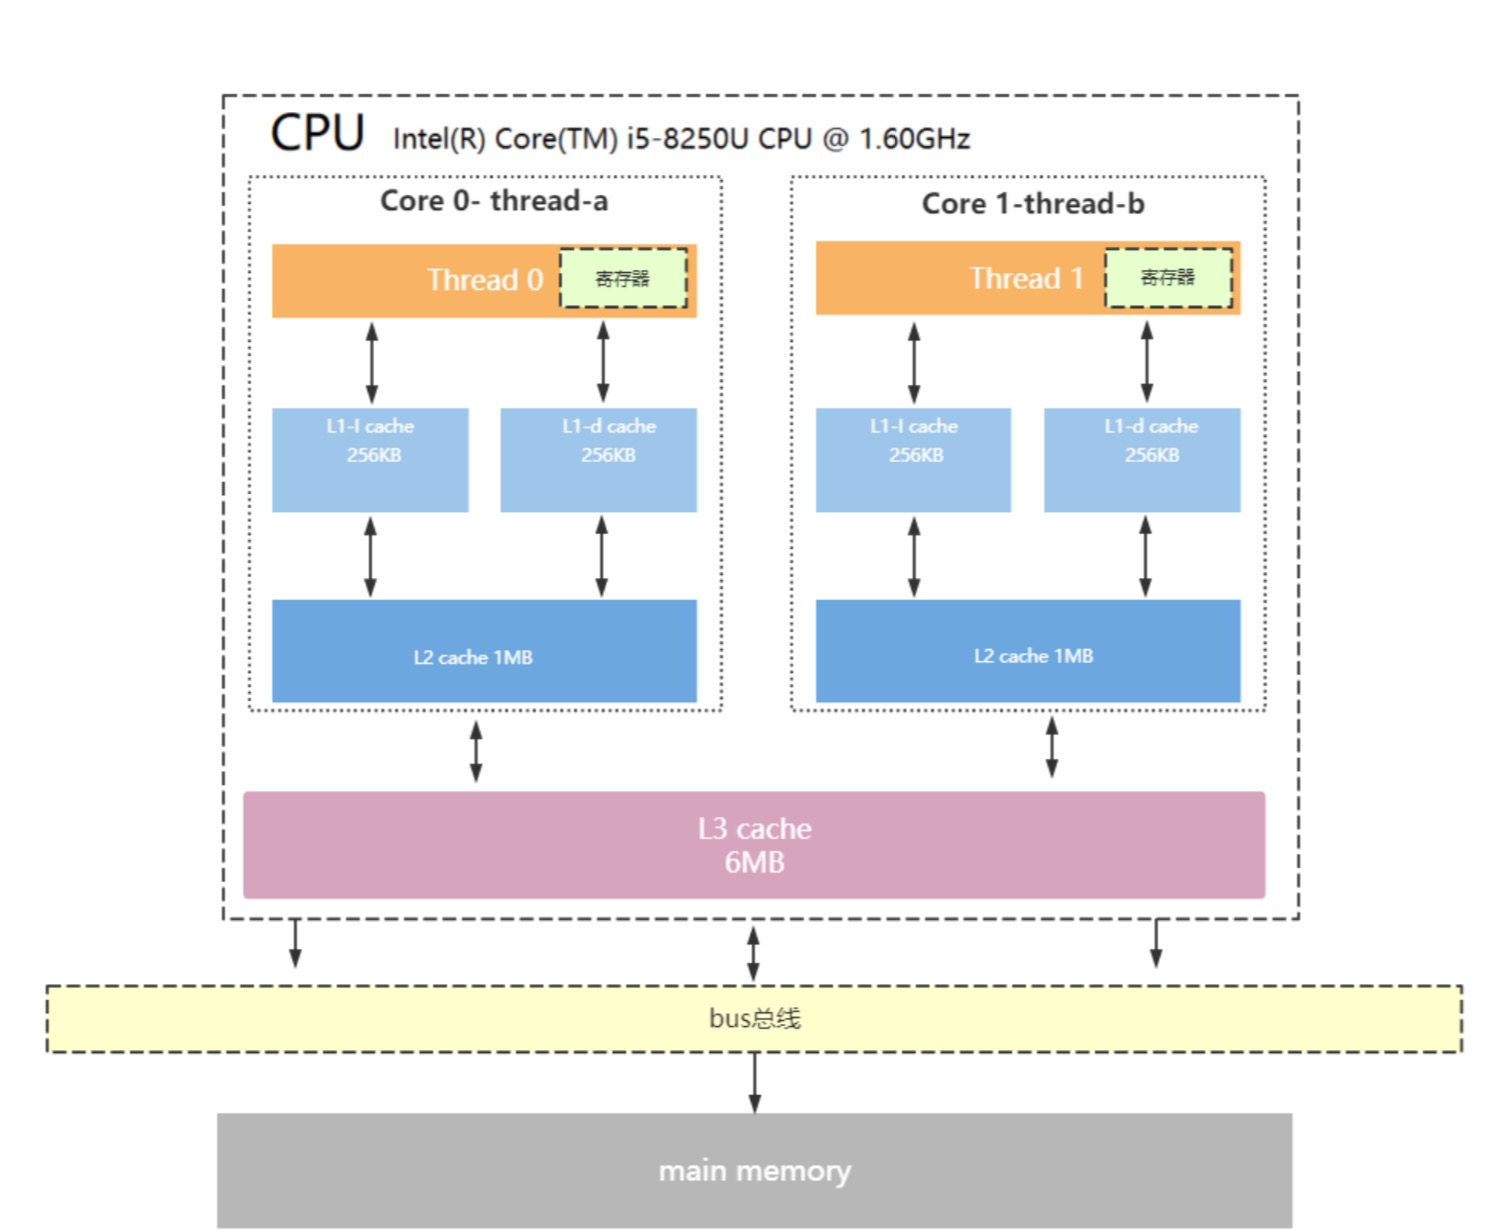 CPU Intel(R) Core(TM) i5-8250U CPU @ 1.60GHz
Core 0- thread-a
Thread 0 寄存器
L1-I cache
256KB
L1-d cache
256KB
L2 cache 1MB
Core 1-thread-b
Thread 1 寄存器
L1-I cache
256KB
L1-d cache
256KB
L2 cache 1MB
L3 cache
6MB
bus总线
main memory